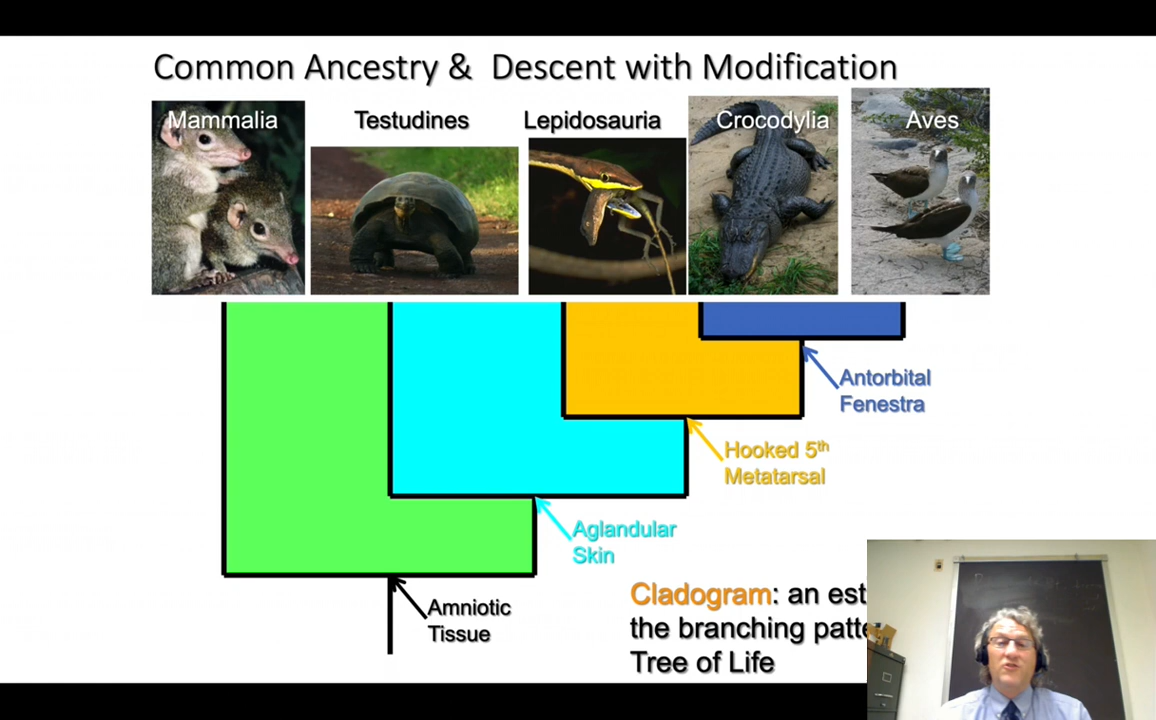 Common Ancestry & Descent with Modification
Mammalia
Testudines
Lepidosauria
Crocodylia
Aves
Antorbital
Fenestra
Hooked 5th
Metatarsal
Aglandular
Skin
Amniotic
Tissue
Cladogram: an est
the branching patte
Tree of Life